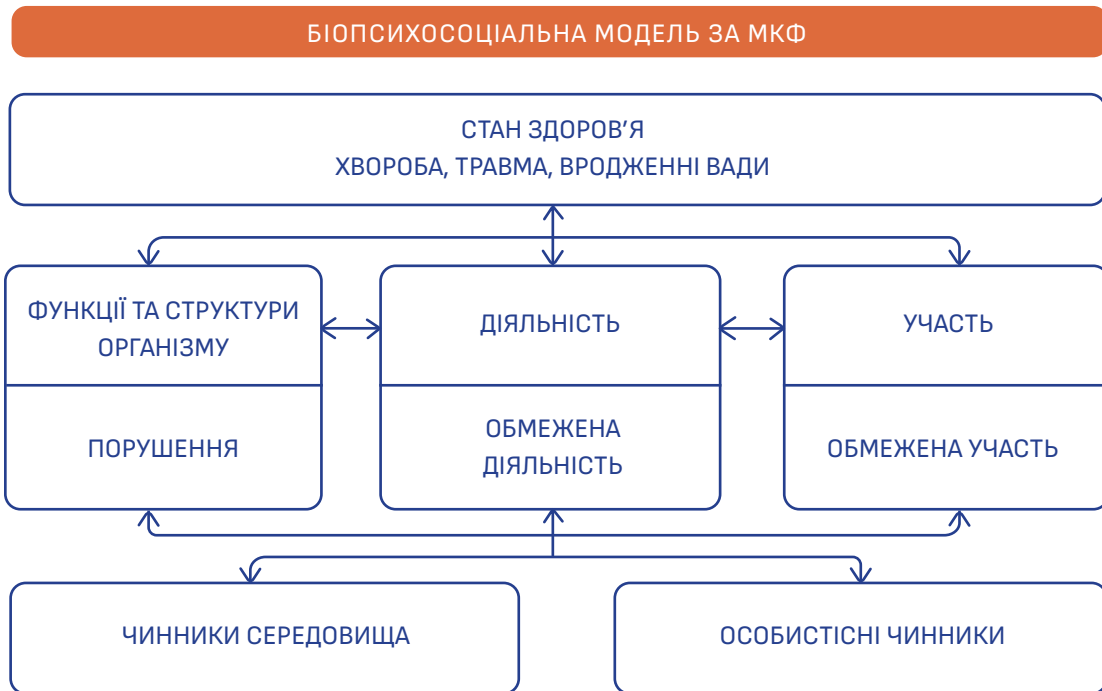 БІОПСИХОСОЦІАЛЬНА МОДЕЛЬ ЗА МКФ
СТАН ЗДОРОВ’Я
ХВОРОБА, ТРАВМА, ВРОДЖЕННІ ВАДИ
ФУНКЦІЇ ТА СТРУКТУРИ
ОРГАНІЗМУ
ДІЯЛЬНІСТЬ
УЧАСТЬ
ПОРУШЕННЯ
ОБМЕЖЕНА
ДІЯЛЬНІСТЬ
ОБМЕЖЕНА УЧАСТЬ
ЧИННИКИ СЕРЕДОВИЩА
ОСОБИСТІСНІ ЧИННИКИ